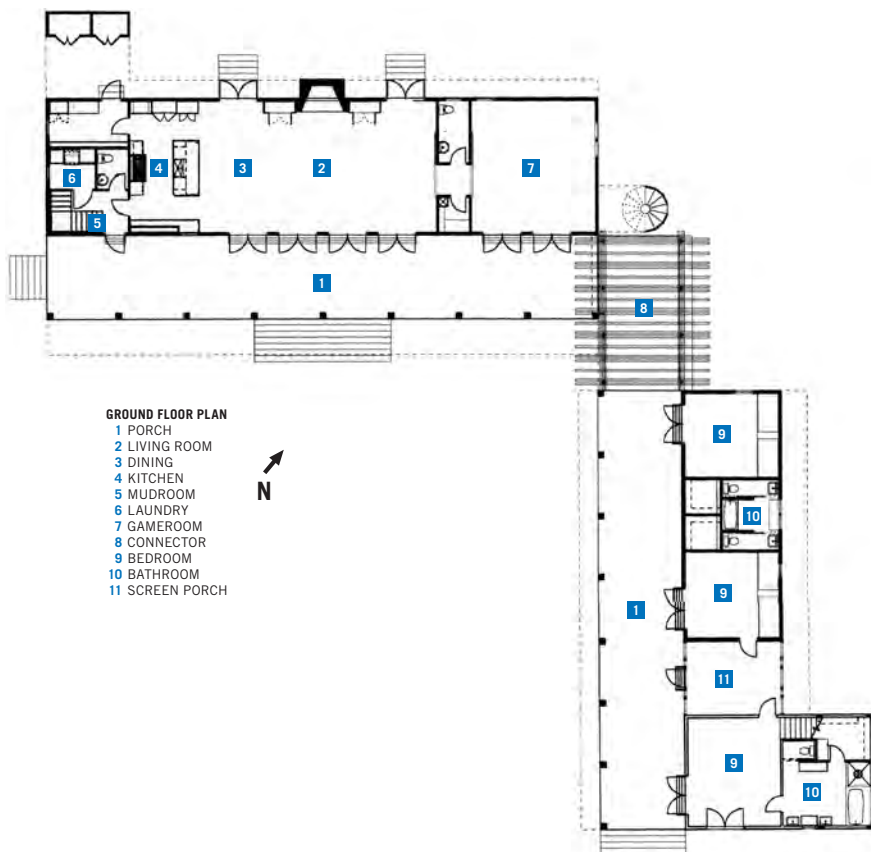 6
4
3
2
7
5
1
8
GROUND FLOOR PLAN
1 PORCH
2 LIVING ROOM
3 DINING
4 KITCHEN
5 MUDROOM
6 LAUNDRY
7 GAMEROOM
8 CONNECTOR
9 BEDROOM
10 BATHROOM
11 SCREEN PORCH
N
9
10
9
1
11
9
10